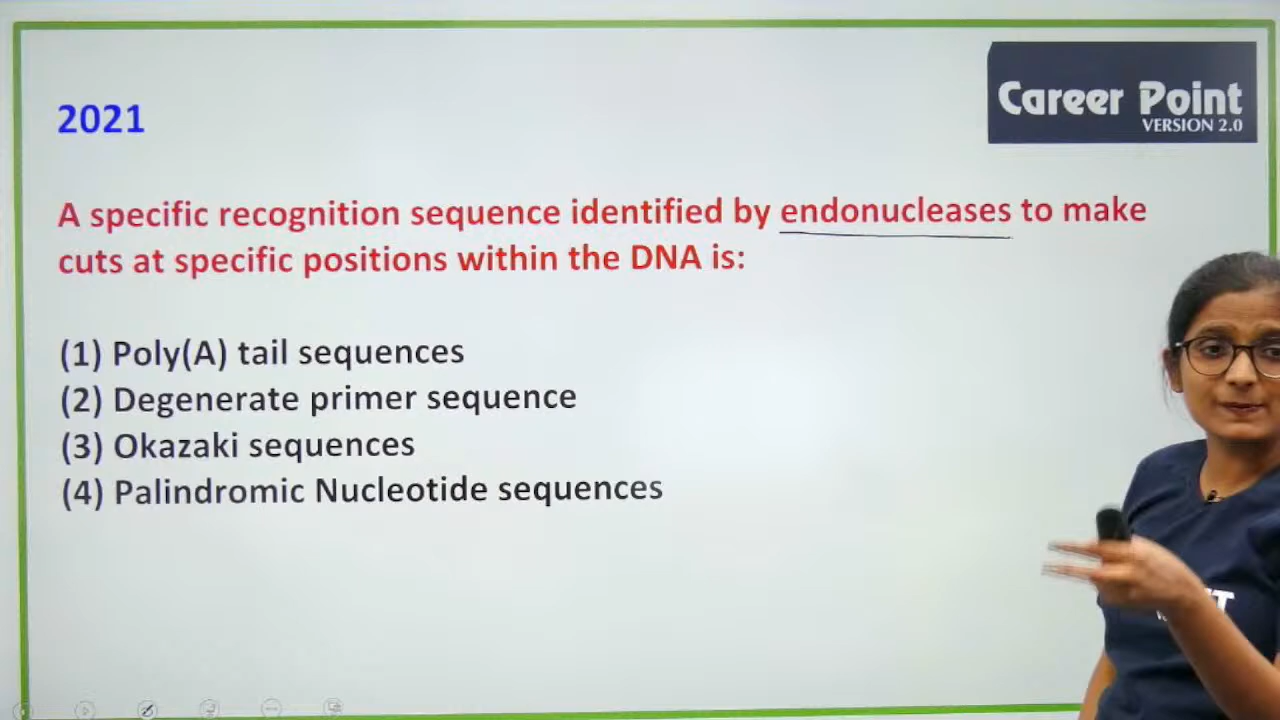 Career Point
VERSION 2.0
2021
A specific recognition sequence identified by endonucleases to make
cuts at specific positions within the DNA is:
(1) Poly(A) tail sequences
(2) Degenerate primer sequence
(3) Okazaki sequences
(4) Palindromic Nucleotide sequences